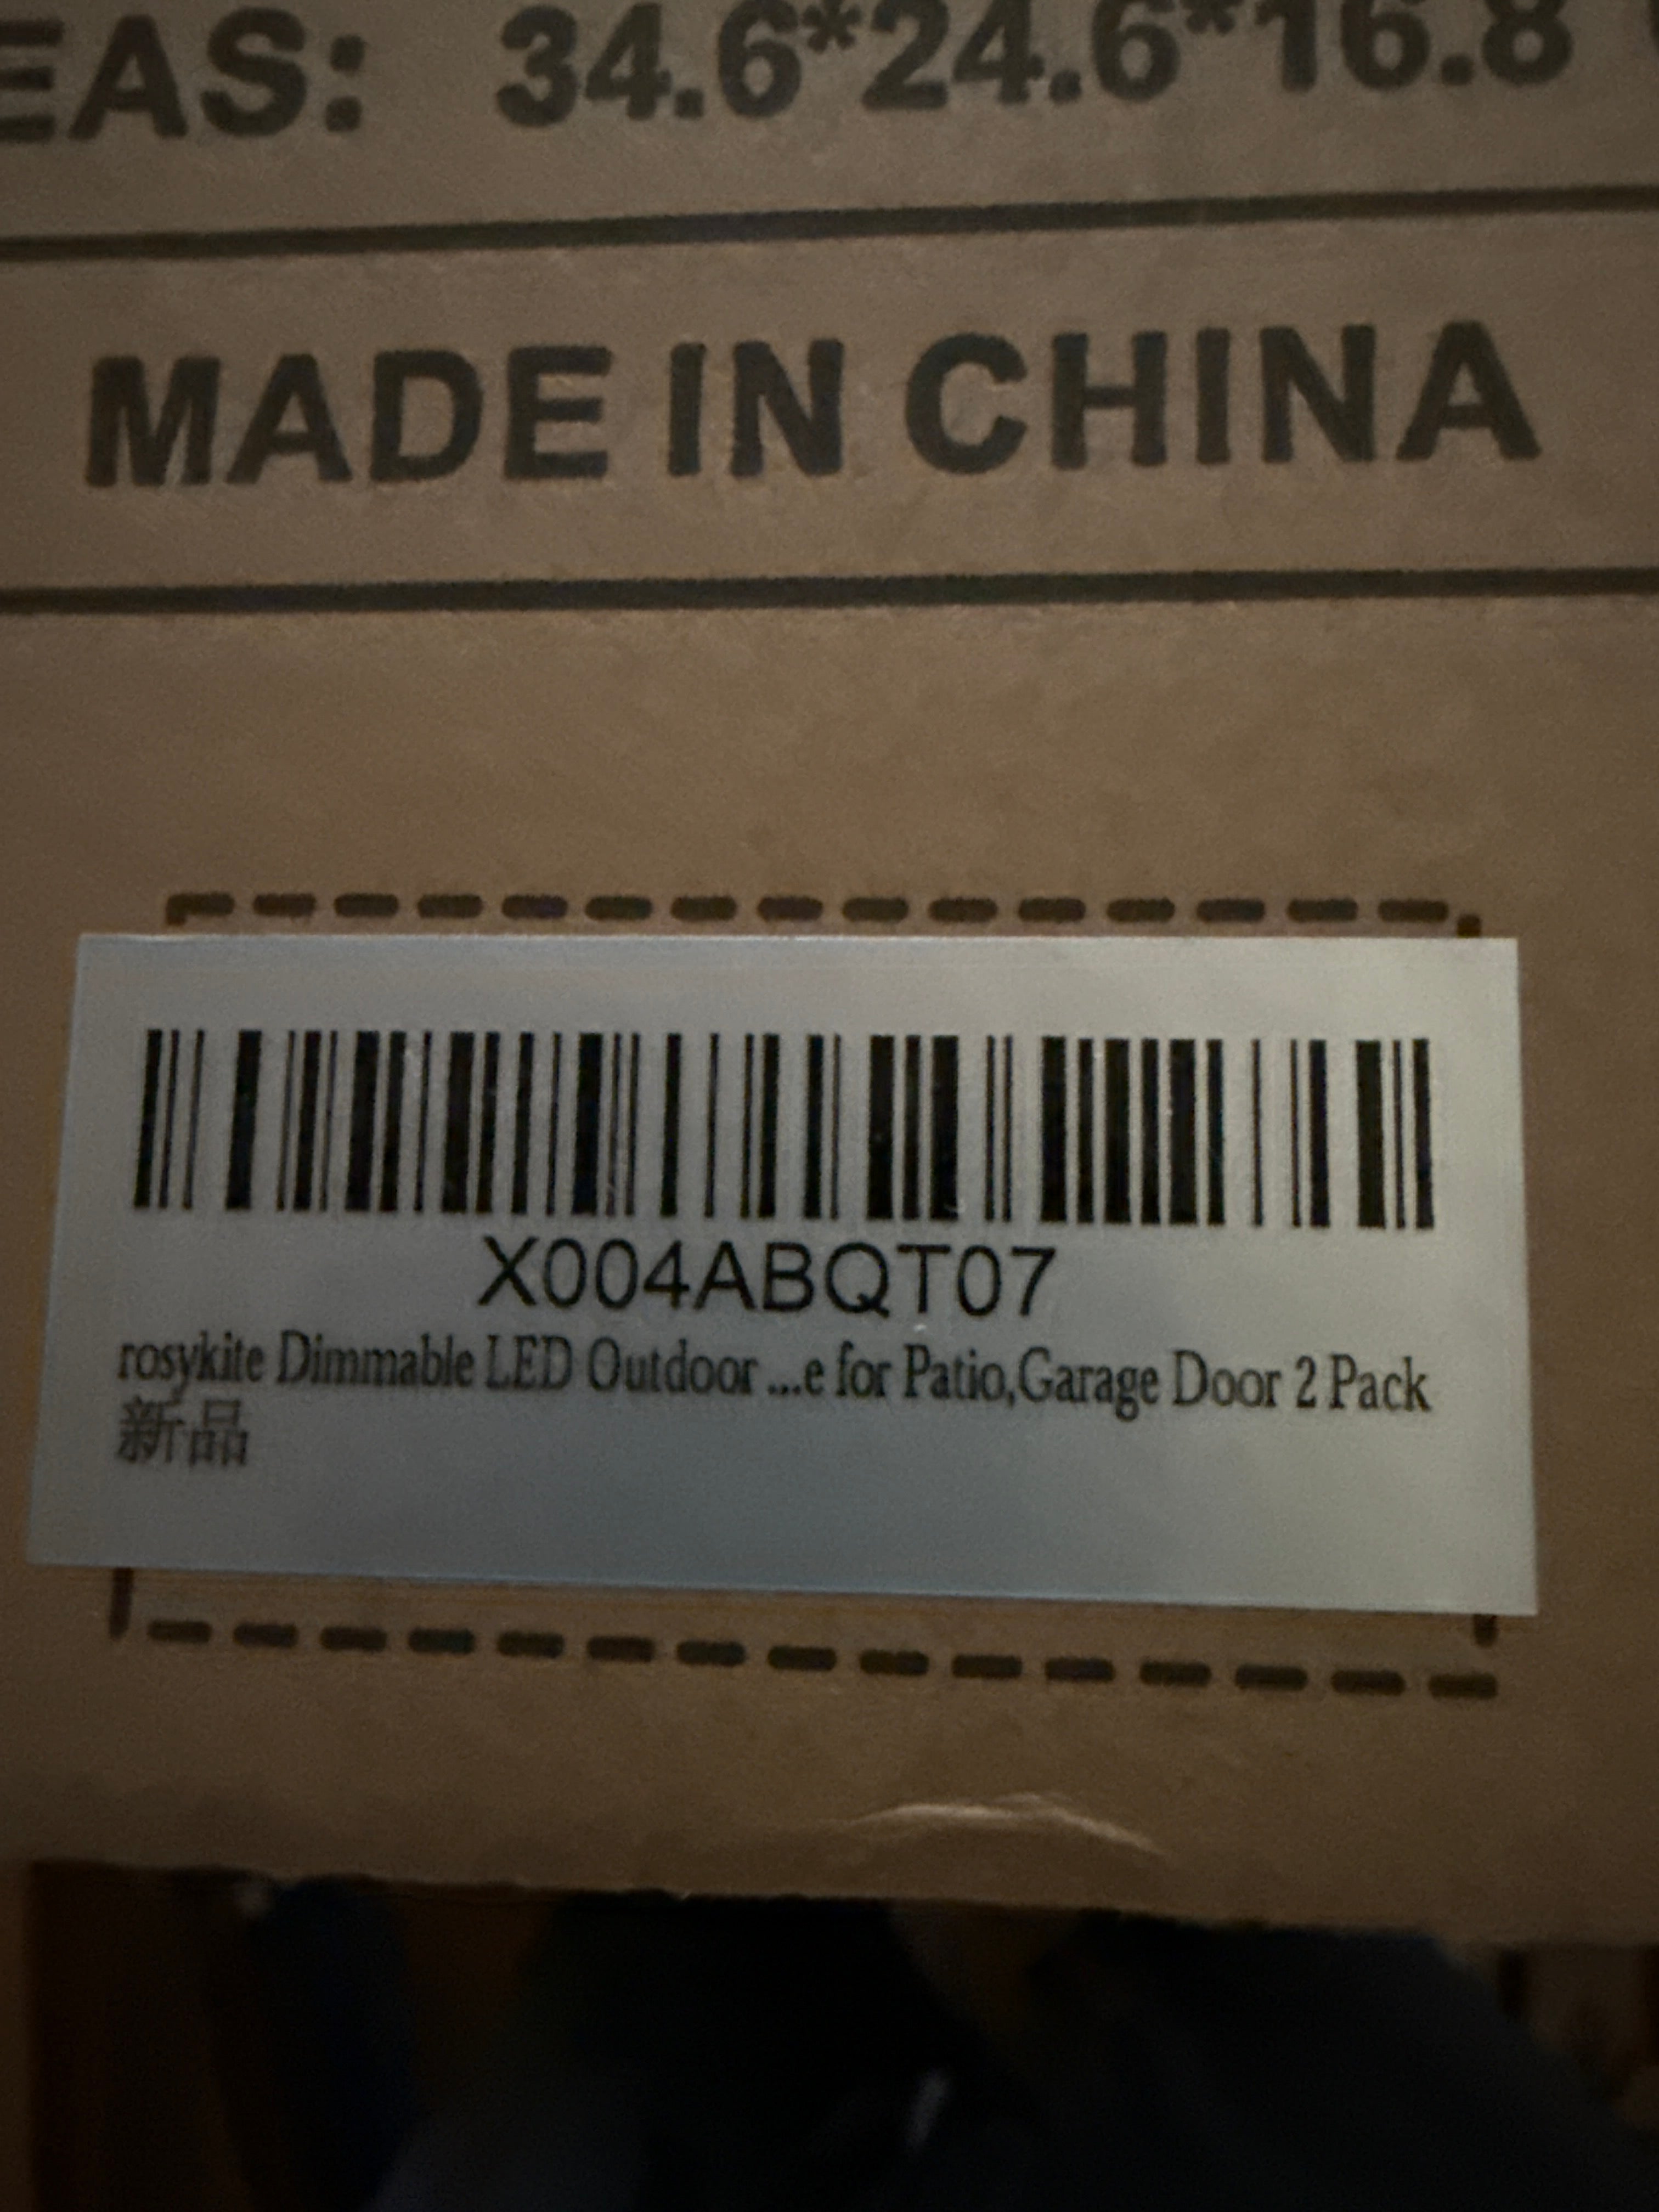 EAS: 34.6*24.6*16.8
MADE IN CHINA
X004ABQT07
rosykite Dimmable LED Outdoor ...e for Patio,Garage Door 2 Pack
新品